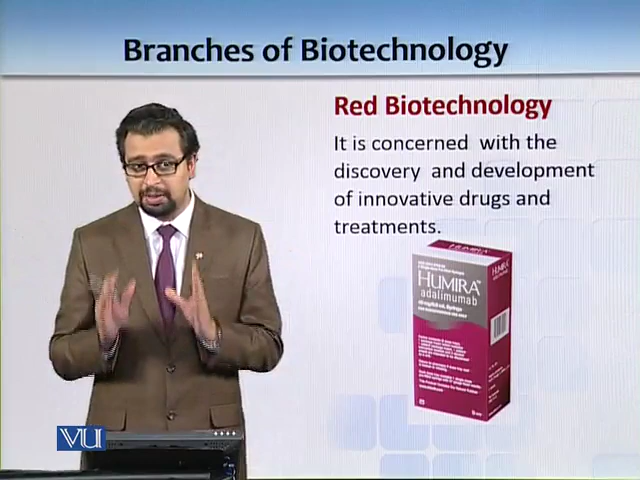 Branches of Biotechnology
Red Biotechnology
It is concerned with the
discovery and development
of innovative drugs and
treatments.
HUMIRA
adalimumab
HUMIRA
VU